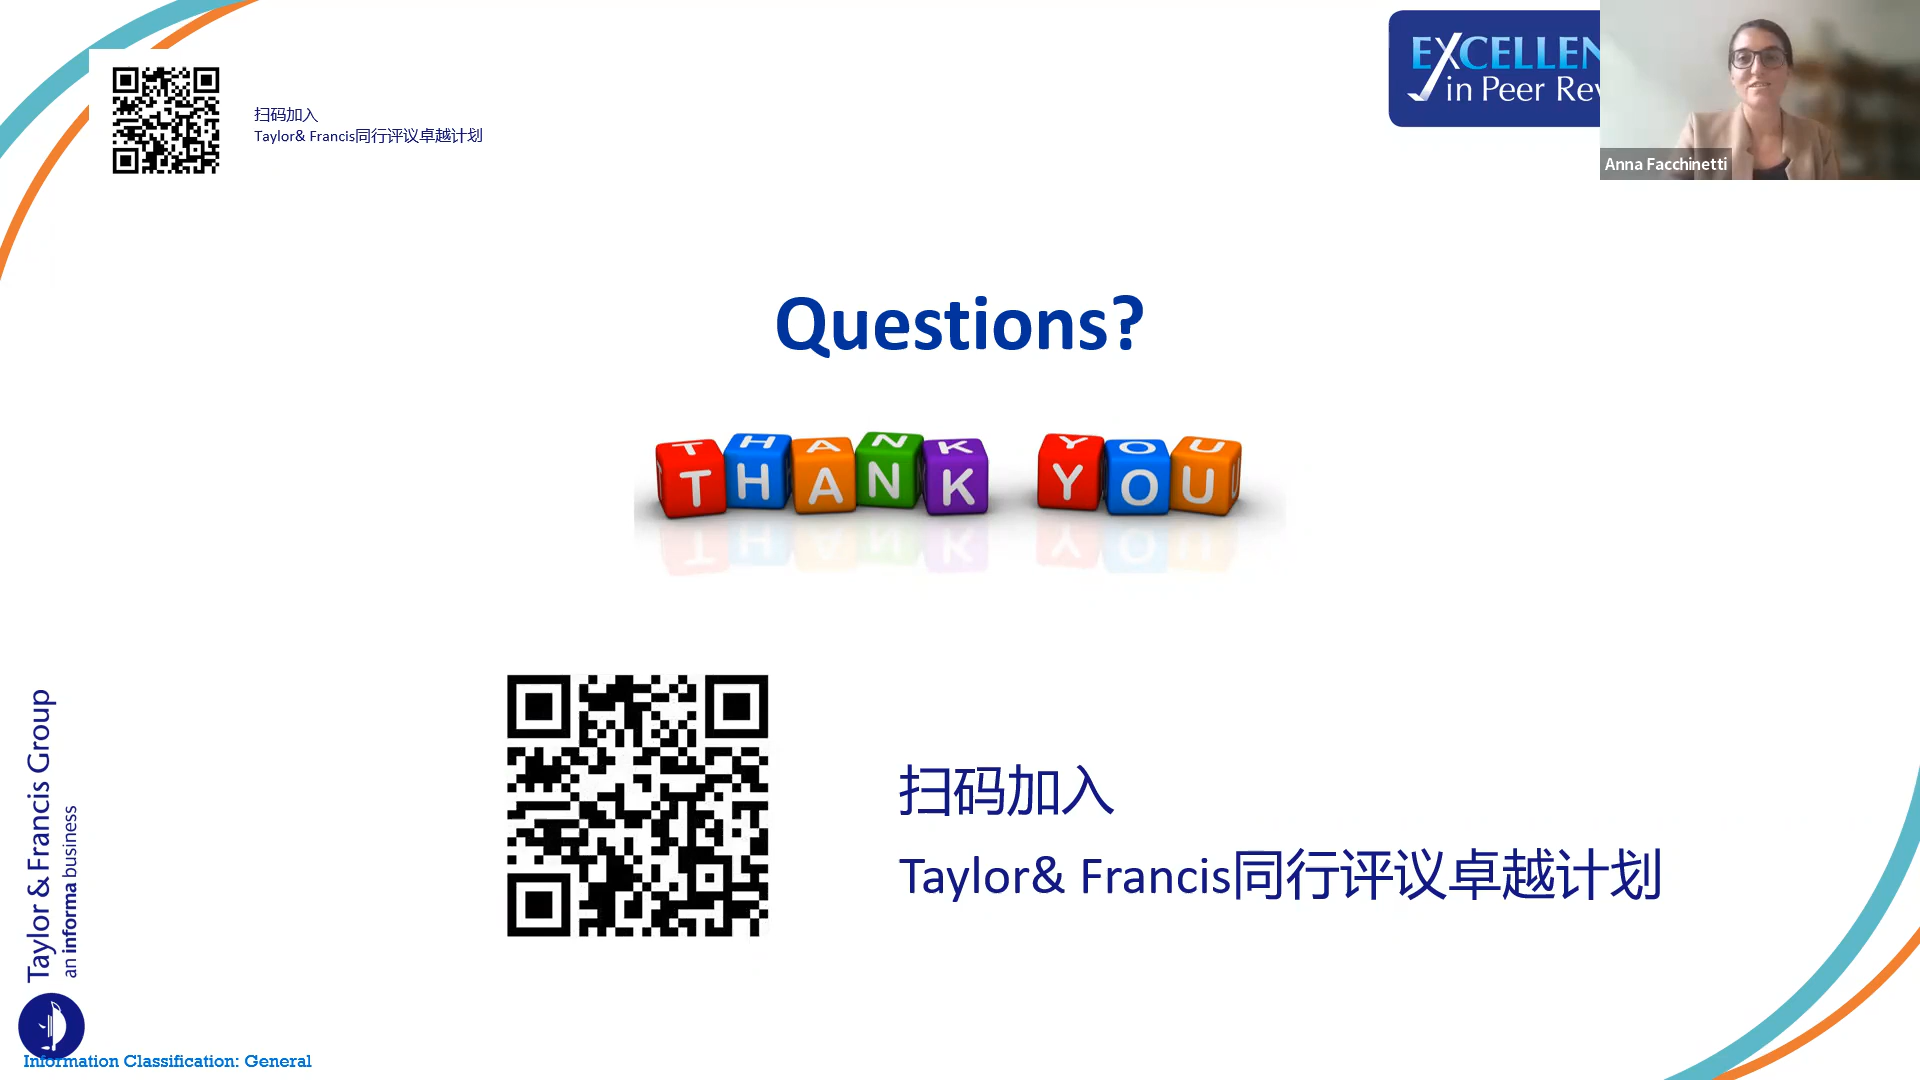 扫码加入
Taylor& Francis同行评议卓越计划
EXCELLEN
in Peer Rev
Anna Facchinetti
Questions?
THANK YOU
THANK YOU
扫码加入
Taylor& Francis同行评议卓越计划
Taylor & Francis Group
an informa business
Information Classification: General